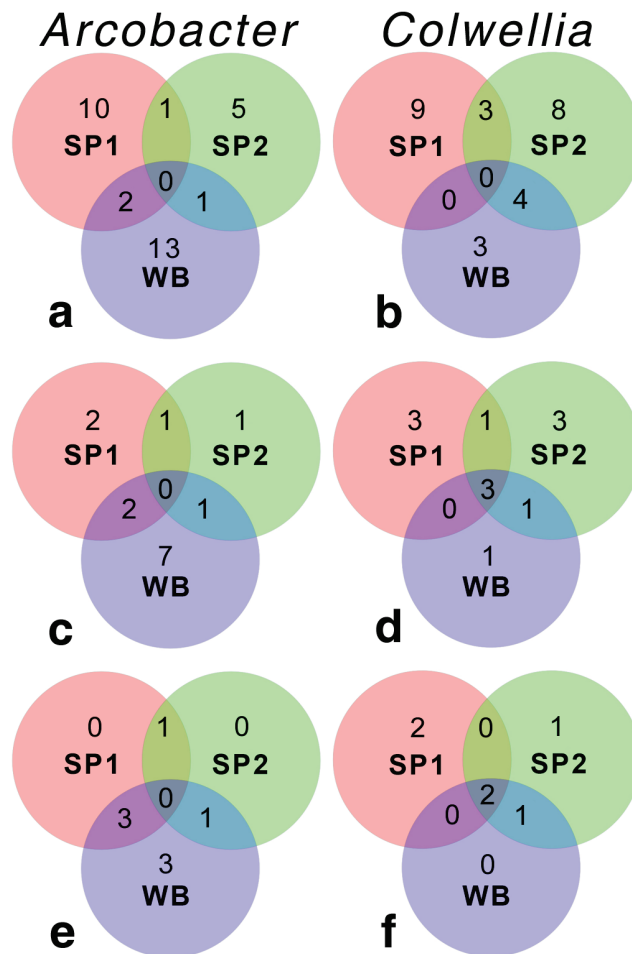 Arcobacter Colwellia
10 1 5 9 3 8
SP1 SP2 SP1 SP2
0 0
2 1 0 4
13 3
WB WB
a b
2 1 1 3 1 3
SP1 SP2 SP1 SP2
0 3
2 1 0 1
7 1
WB WB
c d
0 1 0 2 0 1
SP1 SP2 SP1 SP2
0 2
3 1 0 1
3 0
WB WB
e f